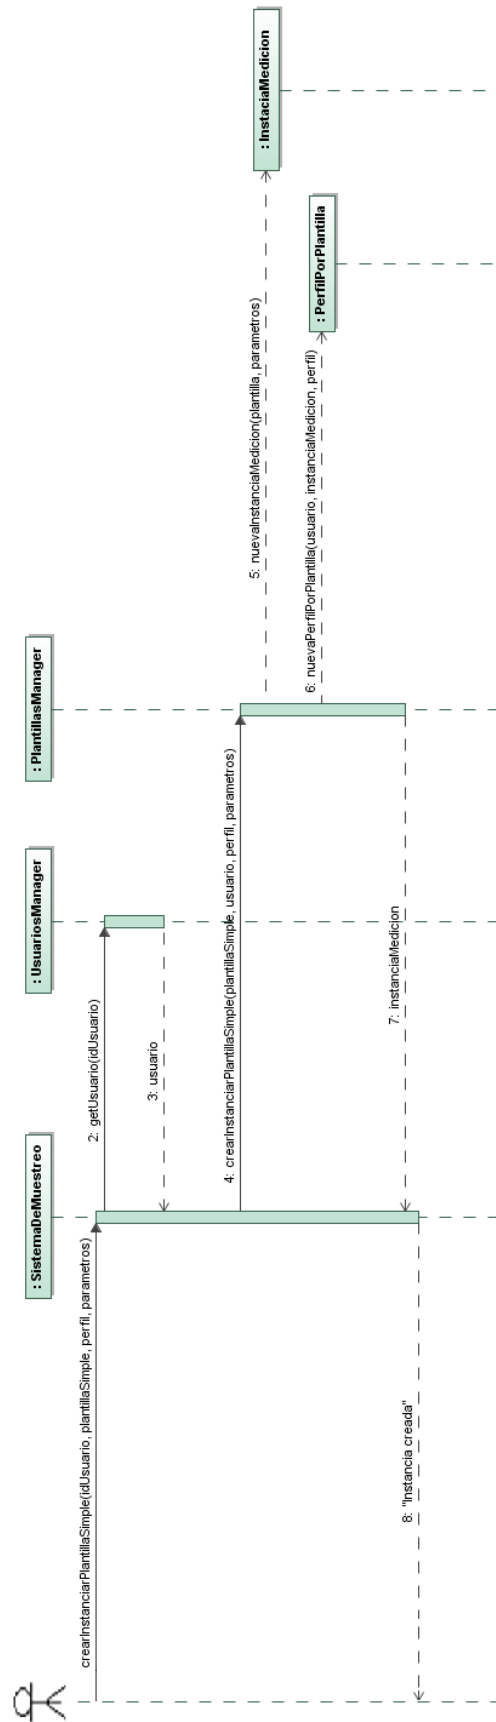 : SistemaDeMuestreo
: UsuariosManager
: PlantillasManager
: InstaciaMedicion
: PerfilPorPlantilla
crearInstanciarPlantillaSimple(idUsuario, plantillaSimple, perfil, parametros)
2: getUsuario(idUsuario)
3: usuario
4: crearInstanciarPlantillaSimple(plantillaSimple, usuario, perfil, parametros)
5: nuevaInstanciaMedicion(plantilla, parametros)
6: nuevaPerfilPorPlantilla(usuario, instanciaMedicion, perfil)
7: instanciaMedicion
8: "Instancia creada"